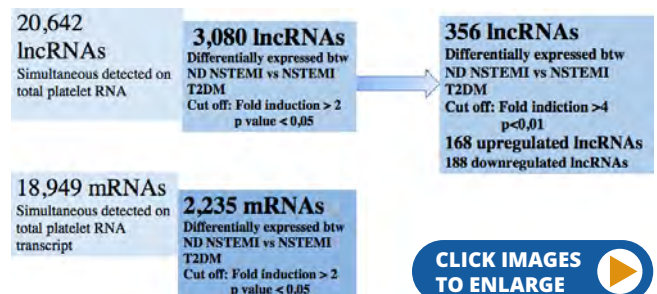 20,642
lncRNAs
Simultaneous detected on
total platelet RNA
3,080 lncRNAs
Differentially expressed btw
ND NSTEMI vs NSTEMI
T2DM
Cut off: Fold induction > 2
p value < 0,05
356 lncRNAs
Differentially expressed btw
ND NSTEMI vs NSTEMI
T2DM
Cut off: Fold indiction >4
p<0,01
168 upregulated lncRNAs
188 downregulated lncRNAs
18,949 mRNAs
Simultaneous detected on
total platelet RNA
transcript
2,235 mRNAs
Differentially expressed btw
ND NSTEMI vs NSTEMI
T2DM
Cut off: Fold induction > 2
p value < 0,05
CLICK IMAGES
TO ENLARGE